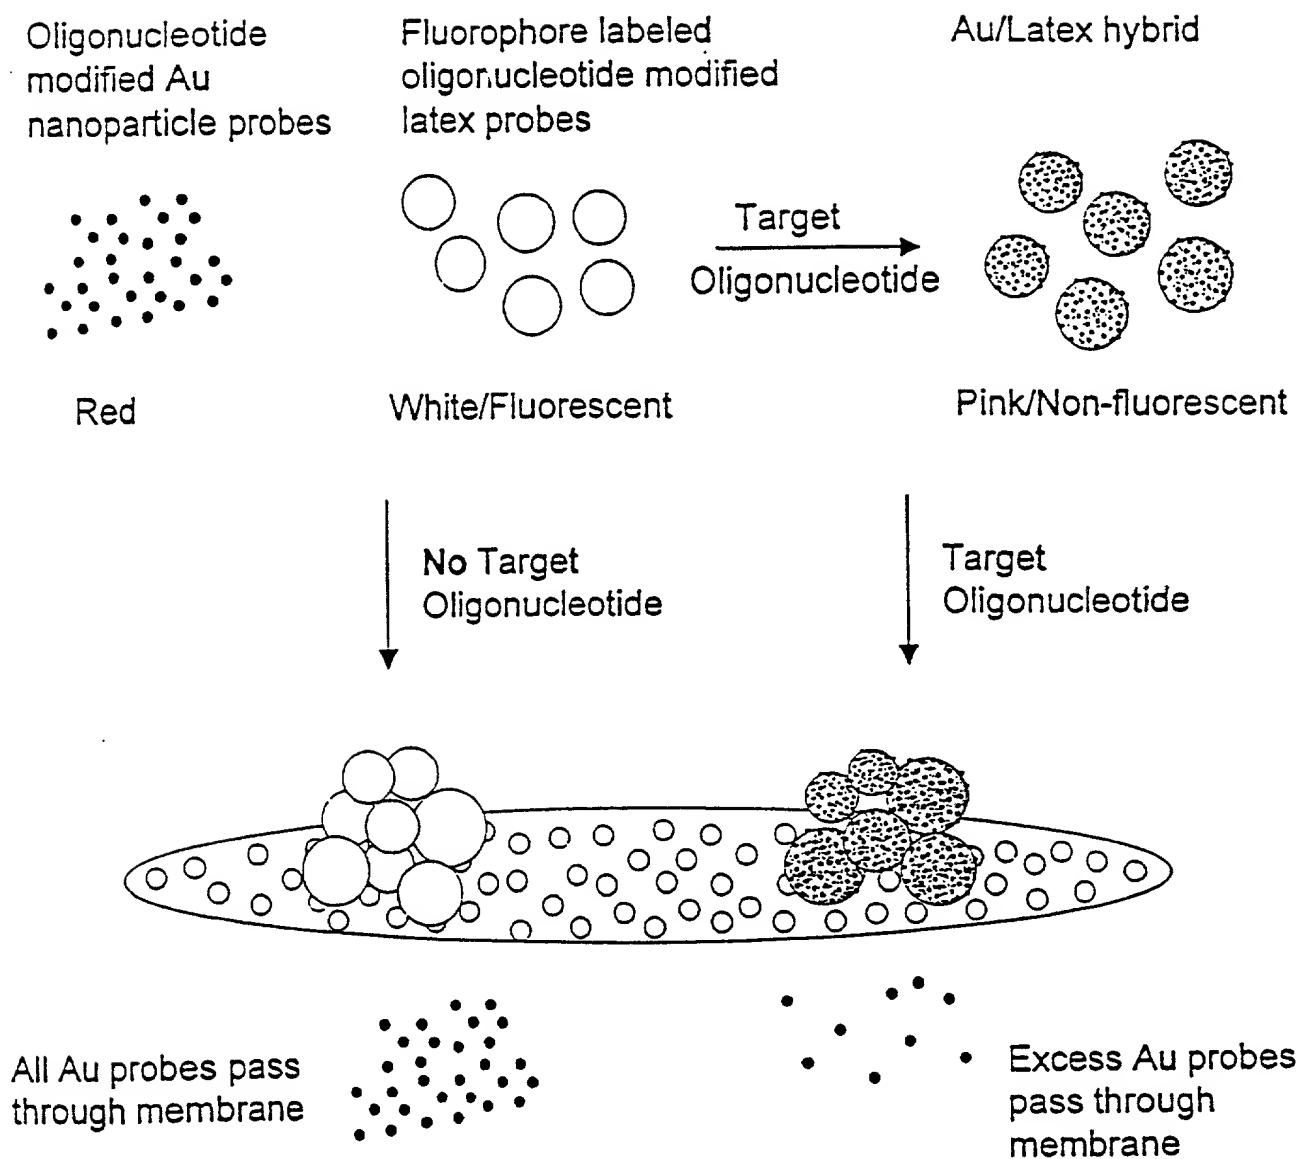 Oligonucleotide
modified Au
nanoparticle probes
Fluorophore labeled
oligonucleotide modified
latex probes
Au/Latex hybrid
Target
Oligonucleotide
Red
White/Fluorescent
Pink/Non-fluorescent
No Target
Oligonucleotide
Target
Oligonucleotide
All Au probes pass
through membrane
Excess Au probes
pass through
membrane